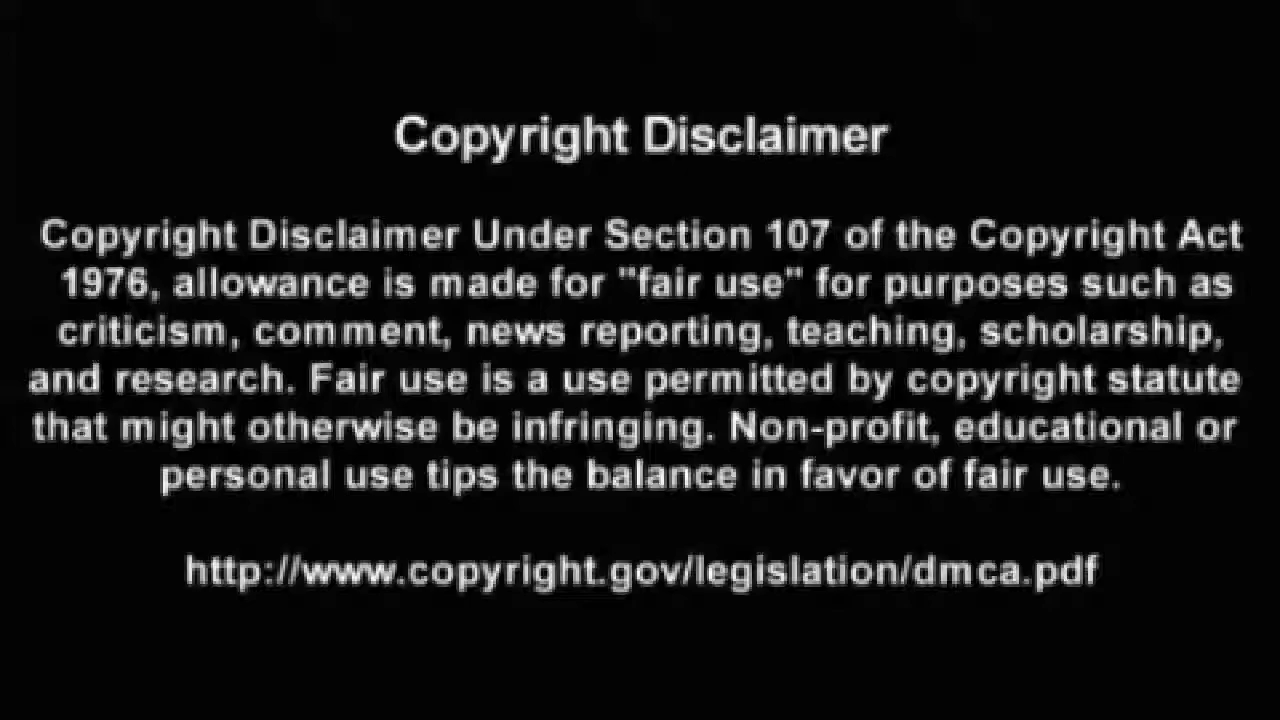 Copyright Disclaimer
Copyright Disclaimer Under Section 107 of the Copyright Act
1976, allowance is made for "fair use" for purposes such as
criticism, comment, news reporting, teaching, scholarship,
and research. Fair use is a use permitted by copyright statute
that might otherwise be infringing. Non-profit, educational or
personal use tips the balance in favor of fair use.
http://www.copyright.gov/legislation/dmca.pdf